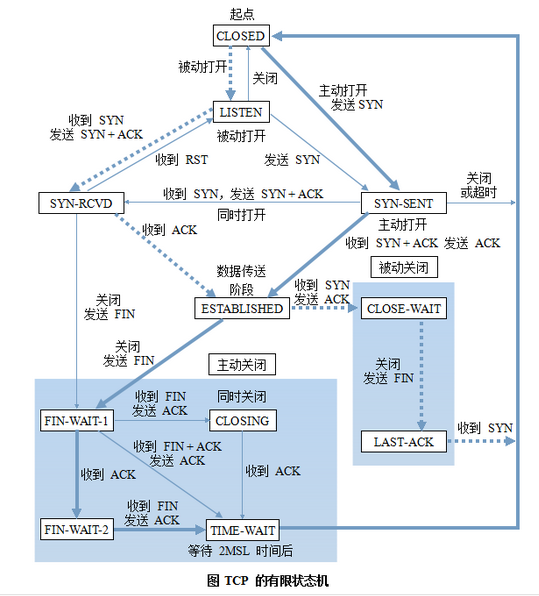 起点
CLOSED
被动打开
关闭
主动打开
发送SYN
LISTEN
被动打开
收到 SYN
发送 SYN+ACK
收到 RST
发送 SYN
关闭
或超时
SYN-RCVD
收到 SYN，发送 SYN+ACK
同时打开
SYN-SENT
主动打开
收到 ACK
收到 SYN+ACK 发送 ACK
被动关闭
数据传送
阶段
收到 SYN
发送 ACK
ESTABLISHED
CLOSE-WAIT
关闭
发送 FIN
关闭
发送 FIN
主动关闭
关闭
发送 FIN
收到 FIN
发送 ACK
同时关闭
FIN-WAIT-1
CLOSING
LAST-ACK
收到 SYN
收到 ACK
收到 FIN+ACK
发送 ACK
收到 ACK
收到 FIN
发送 ACK
FIN-WAIT-2
TIME-WAIT
等待 2MSL 时间后
图 TCP 的有限状态机